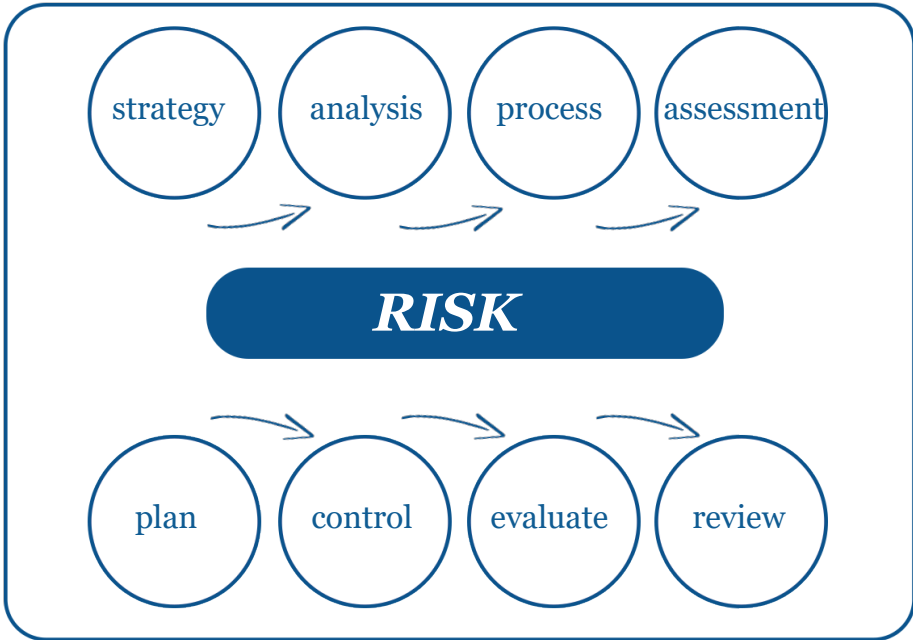 strategy analysis process assessment
RISK
plan control evaluate review